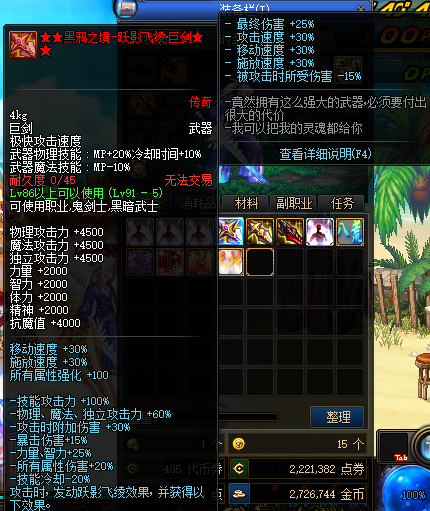 装备栏(I)
★★黑鸦之境-跃影飞绫巨剑★
★
传奇
4kg
巨剑
武器
极快攻击速度
武器物理技能：MP+20%冷却时间+10%
武器魔法技能：MP-10%
耐久度 0/45
无法交易
Lv86以上可以使用 (Lv91 - 5)
可使用职业,鬼剑士,黑暗武士
物理攻击力 +4500
魔法攻击力 +4500
独立攻击力 +4500
力量 +2000
智力 +2000
体力 +2000
精神 +2000
抗魔值 +4000
移动速度 +30%
施放速度 +30%
所有属性强化 +100
-技能攻击力 +100%
-物理、魔法、独立攻击力 +60%
-攻击时附加伤害 +30%
-暴击伤害+15%
-力量、智力+25%
-所有属性伤害+20%
-技能冷却-20%
攻击时，发动跃影飞绫效果，并获得以
下效果。
- 最终伤害 +25%
- 攻击速度 +30%
- 移动速度 +30%
- 施放速度 +30%
- 被攻击时所受伤害 -15%
-竟然拥有这么强大的武器,必须要付出
很大的代价
-我可以把我的灵魂都给你
查看详细说明(F4)
消耗品
材料
副职业
任务
整理
1 个
15 个
485 代币券
2,221,382 点券
2,726,744 金币
Tab
100%